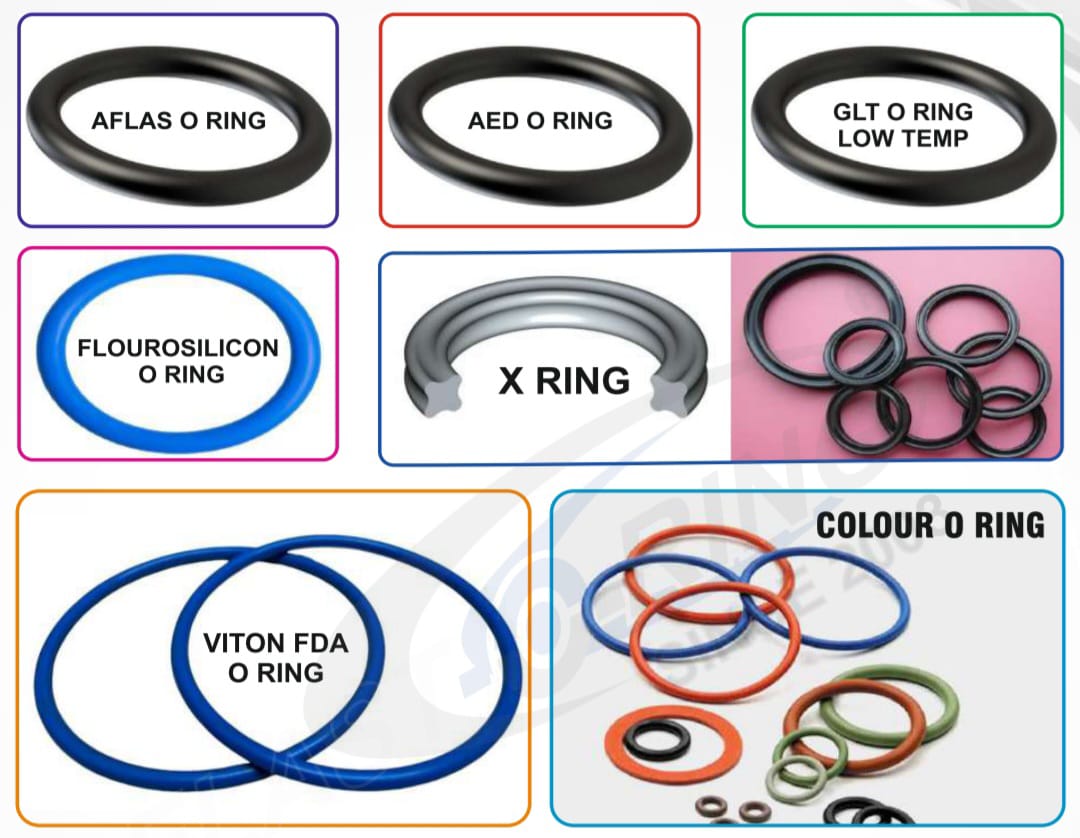 AFLAS O RING
AED O RING
GLT O RING
LOW TEMP
FLOUROSILICON
O RING
X RING
VITON FDA
O RING
COLOUR O RING